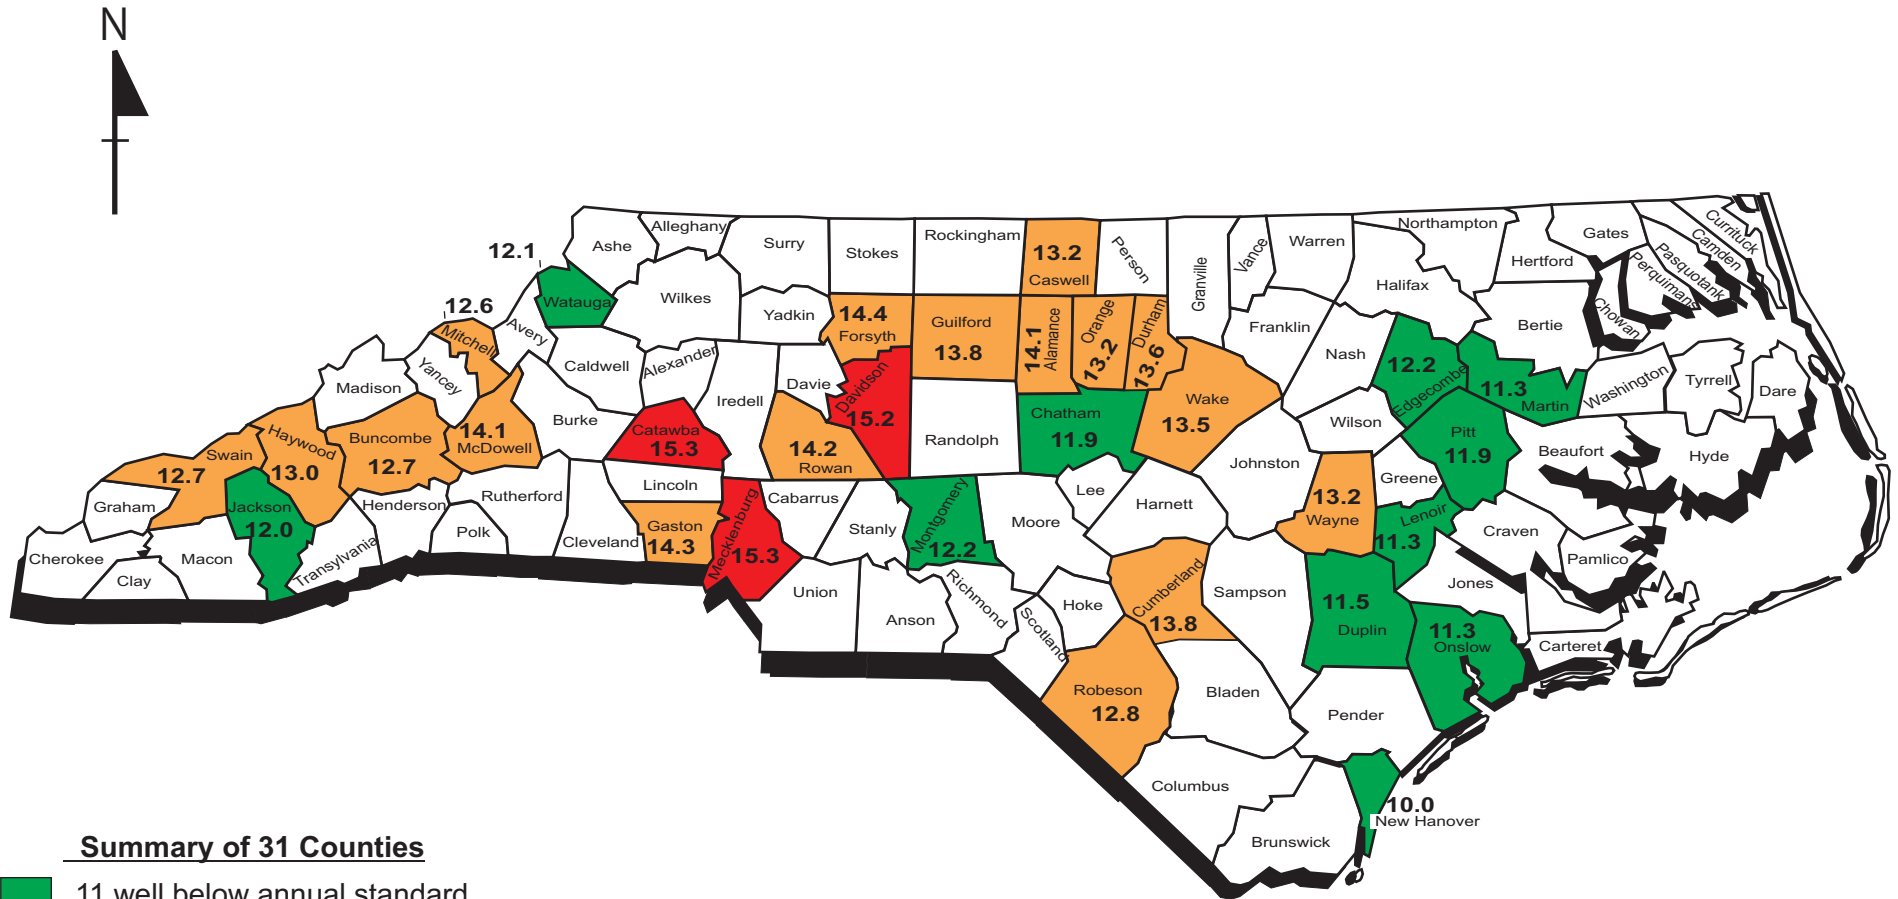 N
Alleghany
Ashe
Surry
Stokes
Rockingham
13.2
Caswell
Person
Granville
Vance
Warren
Northampton
Halifax
Hertford
Gates
Currituck
Camden
Pasquotank
Perquimans
Chowan
12.1
Watauga
Wilkes
Yadkin
14.4
Forsyth
Guilford
13.8
14.1
Alamance
Orange
13.2
Durham
13.6
Franklin
Nash
Bertie
12.6
Mitchell
Avery
Yancey
Madison
Caldwell
Alexander
Iredell
Davie
Davidson
15.2
Wake
13.5
12.2
Edgecombe
11.3
Martin
Washington
Tyrrell
Dare
Burke
Catawba
15.3
14.2
Rowan
Randolph
Chatham
11.9
Johnston
Wilson
Pitt
11.9
Beaufort
Hyde
12.7
Swain
Haywood
13.0
Buncombe
12.7
14.1
McDowell
Graham
Jackson
12.0
Henderson
Rutherford
Polk
Cleveland
Lincoln
Gaston
14.3
Mecklenburg
15.3
Cabarrus
Stanly
Montgomery
12.2
Moore
Lee
Harnett
13.2
Wayne
Greene
Lenoir
11.3
Craven
Pamlico
Jones
Cherokee
Clay
Macon
Transylvania
Union
Anson
Richmond
Scotland
Hoke
Cumberland
13.8
Sampson
11.5
Duplin
11.3
Onslow
Carteret
Robeson
12.8
Bladen
Pender
Columbus
Brunswick
10.0
New Hanover
Summary of 31 Counties
11 well below annual standard